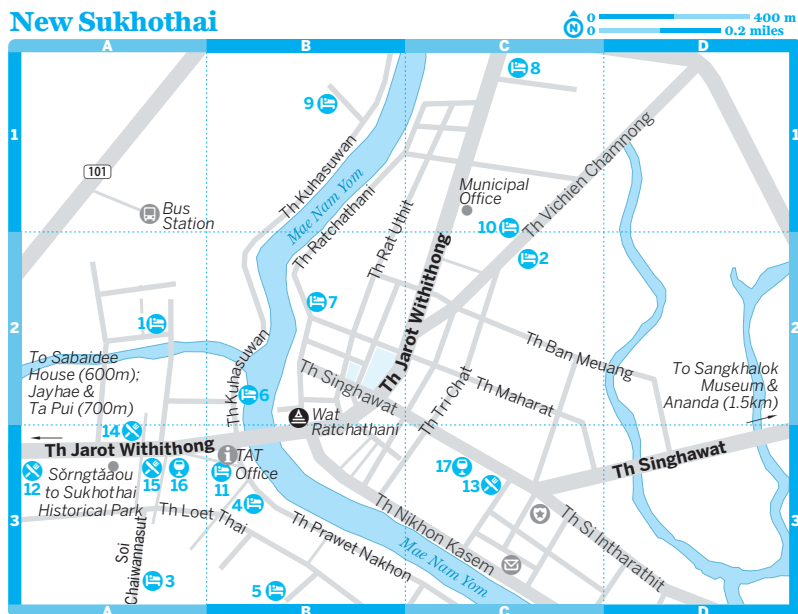 New Sukhothai
N
0
400 m
0
0.2 miles
A
B
C
D
1
1
8
9
101
Th Kuhasuwan
Th Vichien Chamnong
Mae Nam Yom
Th Ratchathani
Municipal
Office
Bus
Station
Th Rat Uthit
10
2
Th Jarot Withithong
7
2
2
1
Th Ban Meuang
To Sabaidee
House (600m);
Jayhae &
Ta Pui (700m)
Th Kuhasuwan
Th Singhawat
Th Maharat
To Sangkhalok
Museum &
Ananda (1.5km)
6
Th Tri Chat
Wat
Ratchathani
14
Th Jarot Withithong
TAT
Office
Th Singhawat
12
Sŏrngtăaou
to Sukhothai
Historical Park
15
16
11
17
13
4
3
3
Th Loet Thai
Th Nikhon Kasem
Th Si Intharathit
Th Prawet Nakhon
Mae Nam Yom
Soi
Chaiwannasut
3
5
A
B
C
D